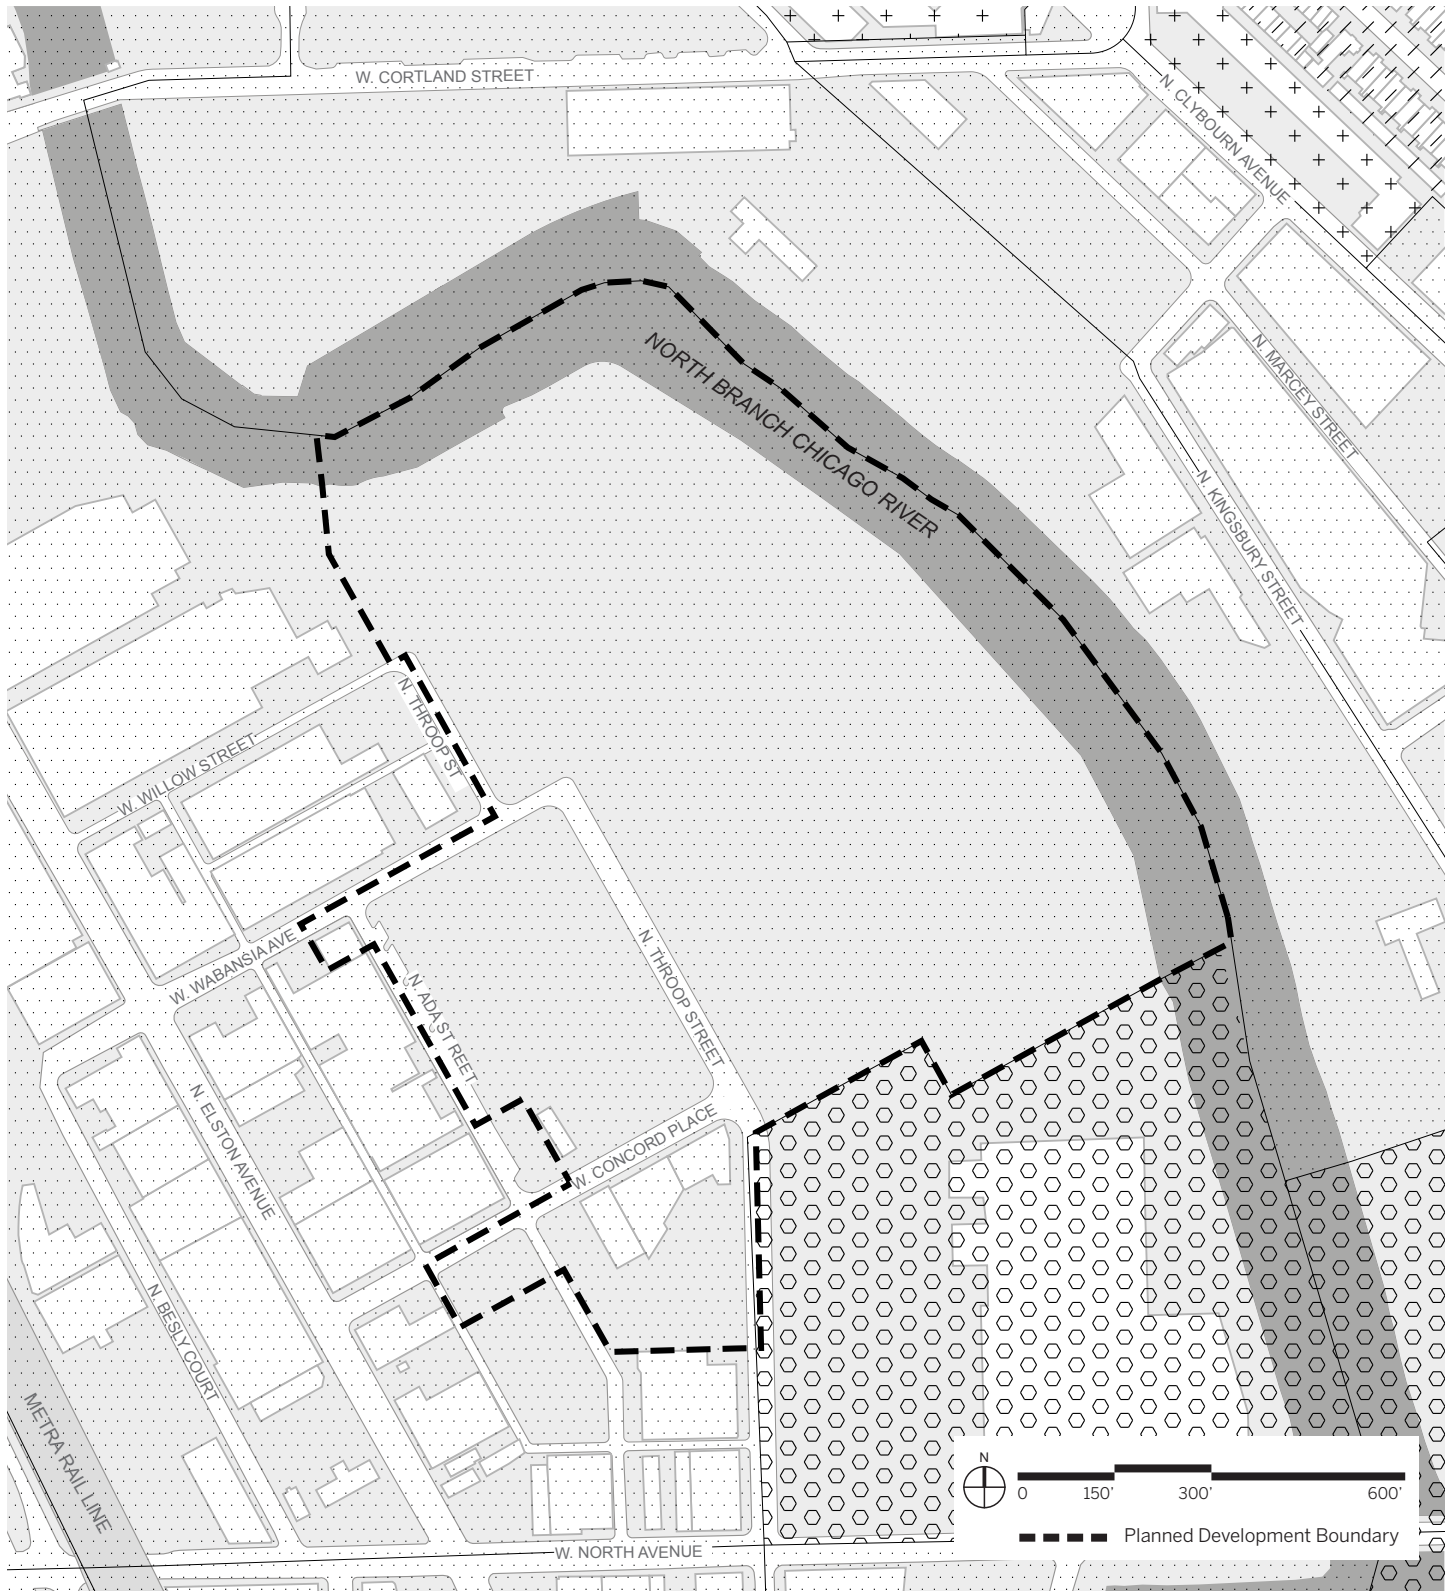 W. CORTLAND STREET
N. CLYBOURN AVENUE
NORTH BRANCH CHICAGO RIVER
N. MARCEY STREET
N. KINGSBURY STREET
N. THROOP ST
W. WILLOW STREET
W. WABANSIA AVE
N. ADA ST REET
N. THROOP STREET
N. ELSTON AVENUE
W. CONCORD PLACE
N. BESLY COURT
METRA RAIL LINE
W. NORTH AVENUE
N
0 150' 300' 600'
Planned Development Boundary